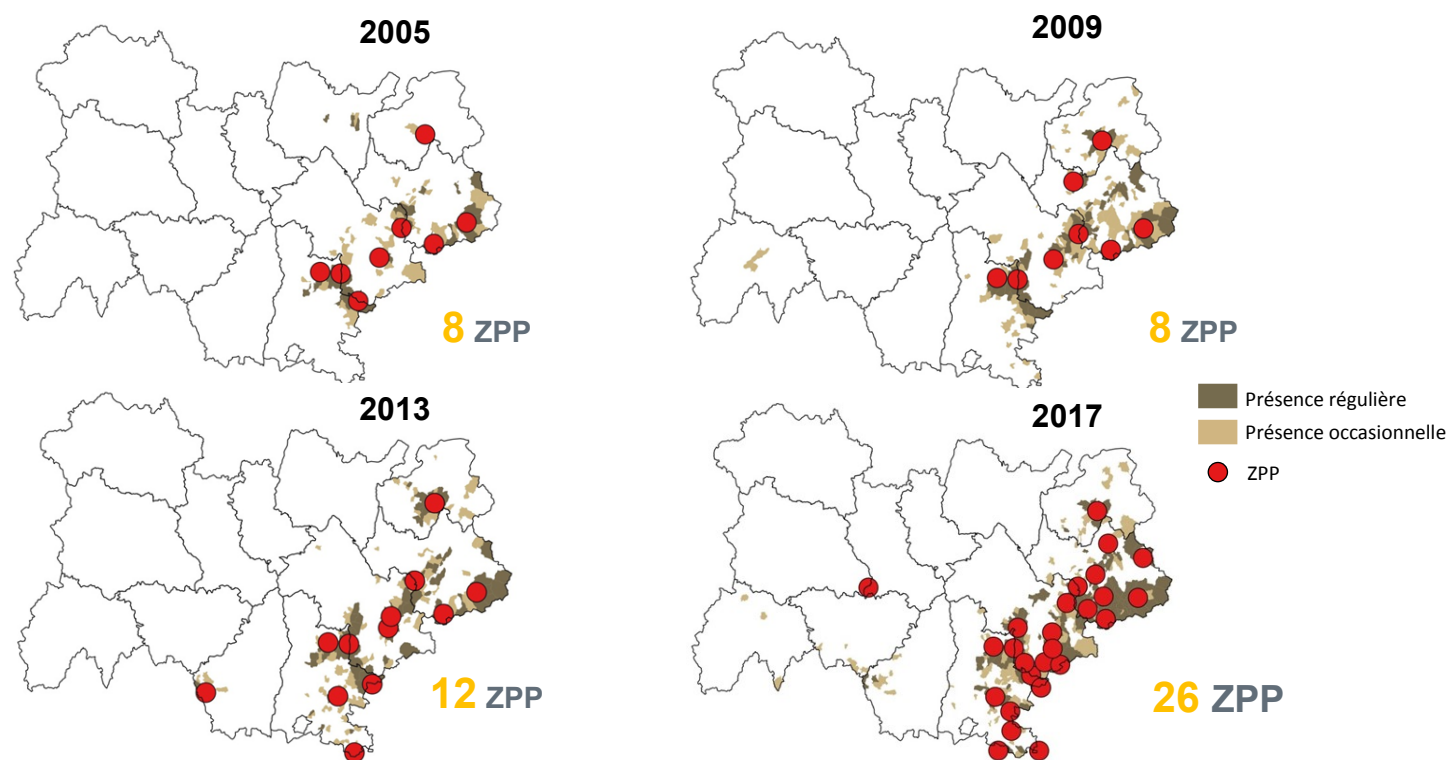 2005
8 ZPP
2009
8 ZPP
2013
12 ZPP
2017
26 ZPP
Présence régulière
Présence occasionnelle
ZPP